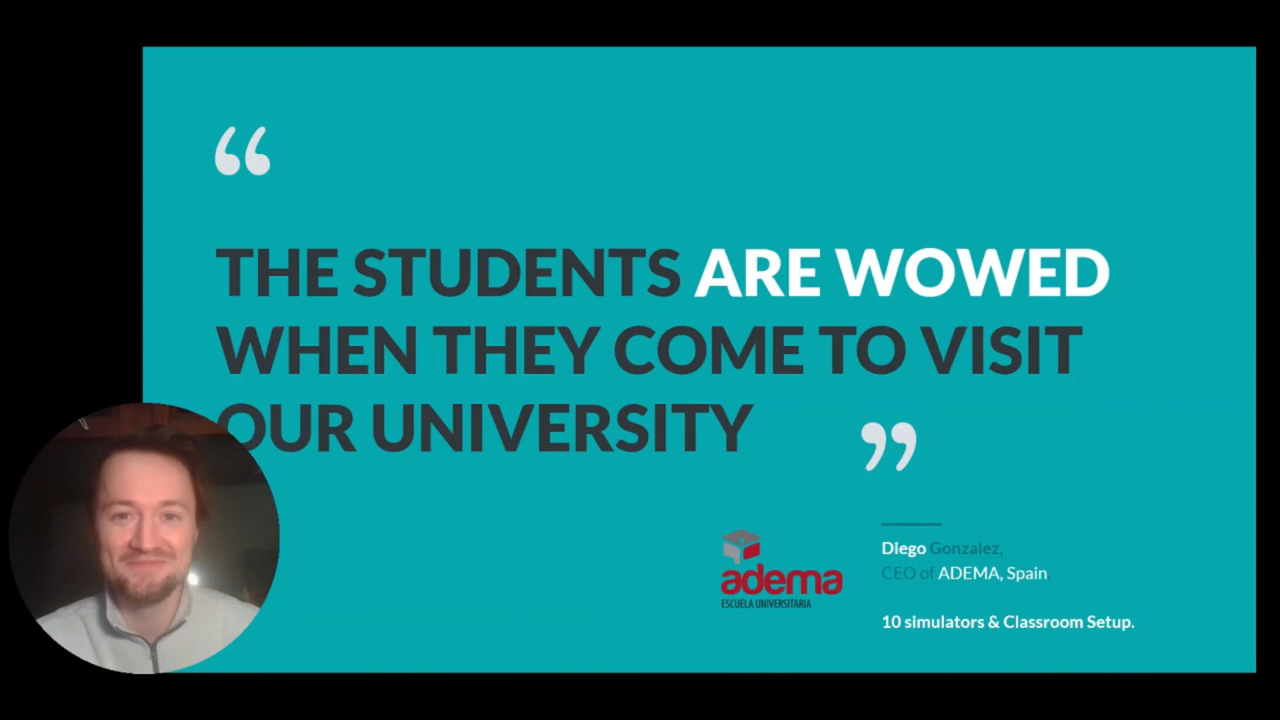 “
THE STUDENTS ARE WOWED
WHEN THEY COME TO VISIT
OUR UNIVERSITY
”
adema
ESCUELA UNIVERSITARIA
Diego Gonzalez,
CEO of ADEMA, Spain
10 simulators & Classroom Setup.